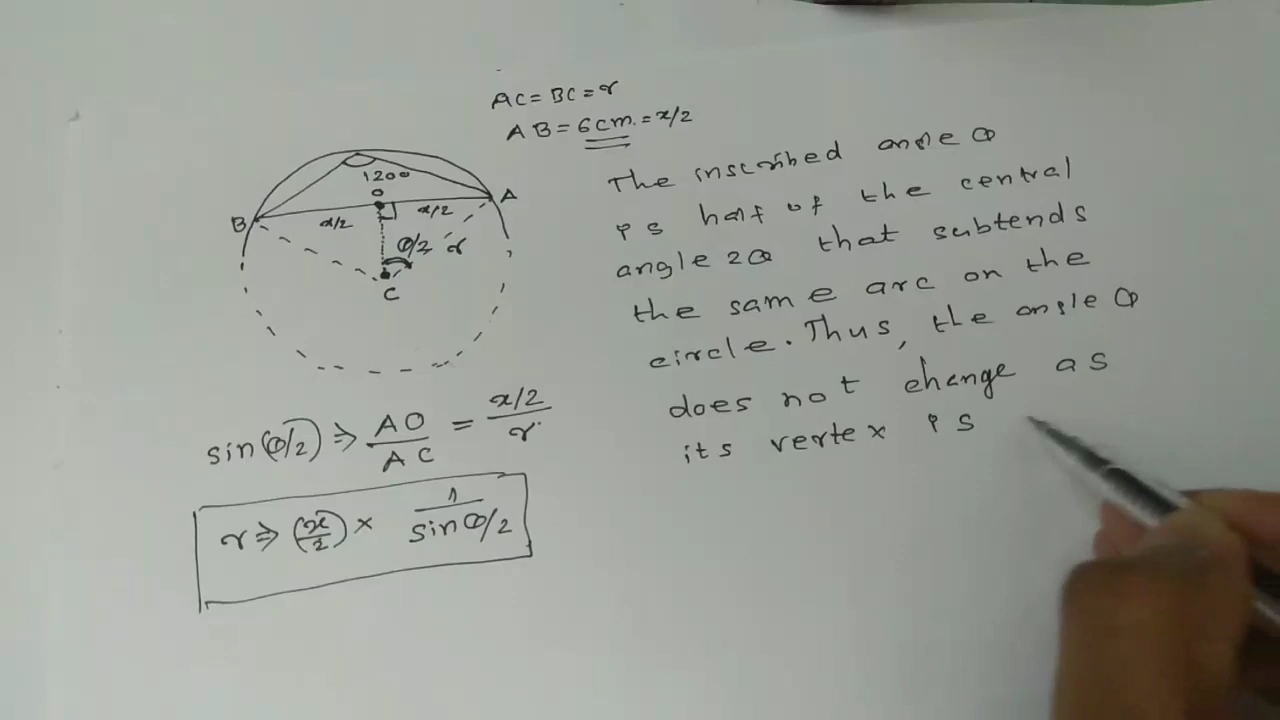 AC = BC = r
AB = 6cm. = x/2
120°
O
B
A
x/2
x/2
θ/2
r
C
The inscribed angle θ
is half of the central
angle 2θ that subtends
the same arc on the
circle. Thus, the angle θ
does not change as
its vertex is
sin(θ/2) ⇒ AO/AC = x/2/r
r ⇒ (x/2) × 1/sin θ/2